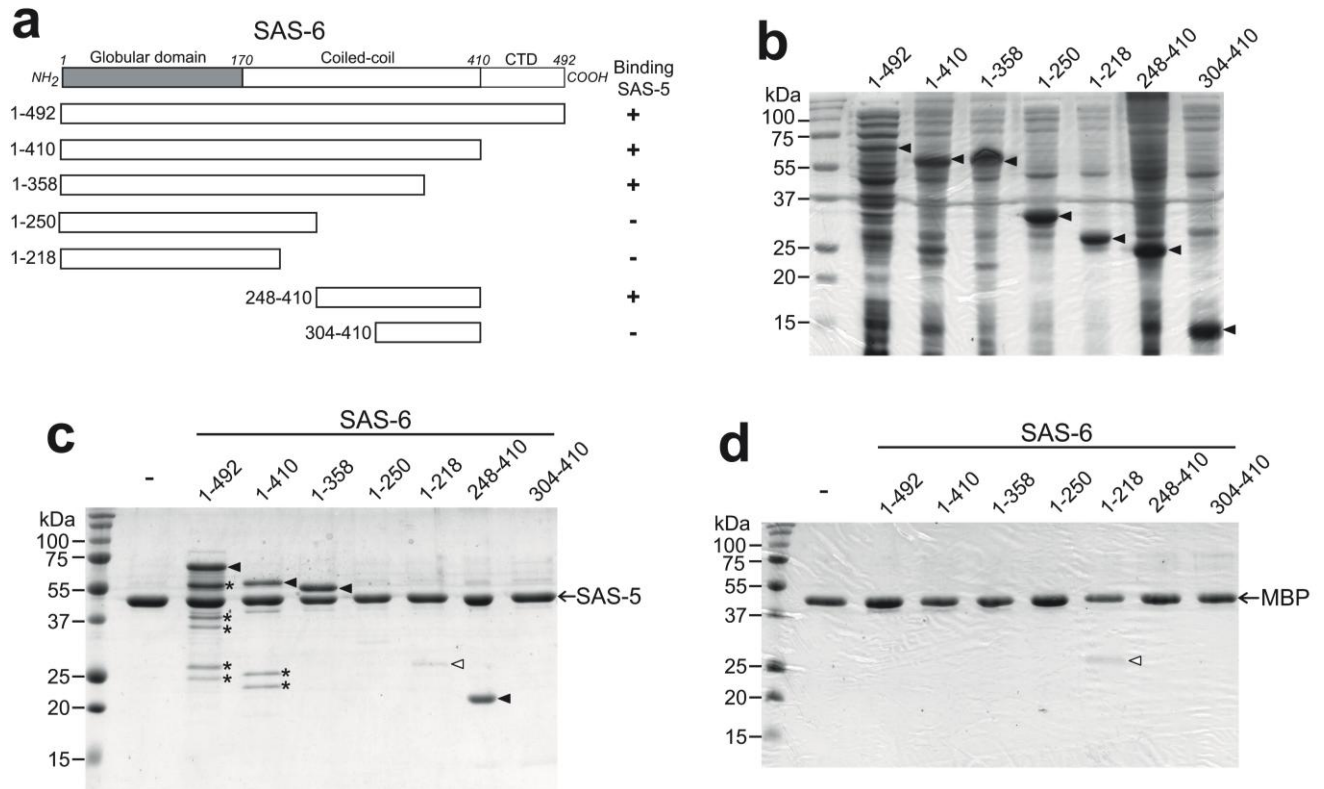 a
SAS-6
1 Globular domain 170 Coiled-coil 410 CTD 492
NH2 COOH
Binding SAS-5
1-492 +
1-410 +
1-358 +
1-250 -
1-218 -
248-410 +
304-410 -
b
1-492 1-410 1-358 1-250 1-218 248-410 304-410
kDa
100
75
55
37
25
20
15
c
SAS-6
- 1-492 1-410 1-358 1-250 1-218 248-410 304-410
kDa
100
75
55
37
25
20
15
*
*
*
*
*
*
*
←SAS-5
d
SAS-6
- 1-492 1-410 1-358 1-250 1-218 248-410 304-410
kDa
100
75
55
37
25
20
15
←MBP